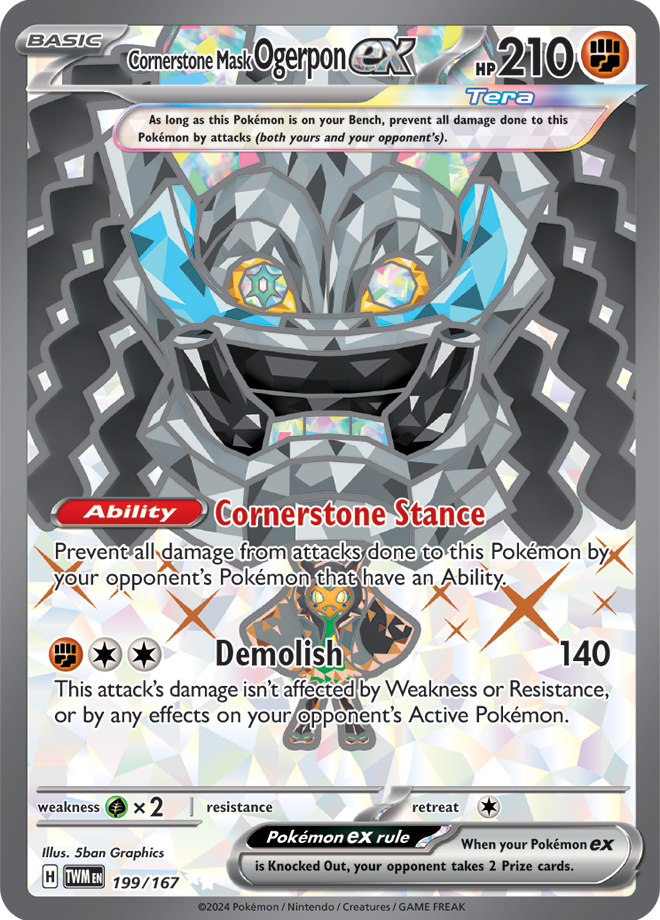 BASIC
Cornerstone Mask Ogerpon ex HP 210
Tera
As long as this Pokémon is on your Bench, prevent all damage done to this
Pokémon by attacks (both yours and your opponent's).
Ability Cornerstone Stance
Prevent all damage from attacks done to this Pokémon by
your opponent's Pokémon that have an Ability.
Demolish 140
This attack's damage isn't affected by Weakness or Resistance,
or by any effects on your opponent's Active Pokémon.
weakness ×2 resistance retreat
Pokémon ex rule When your Pokémon ex
is Knocked Out, your opponent takes 2 Prize cards.
Illus. 5ban Graphics
H TWM EN 199/167
©2024 Pokémon / Nintendo / Creatures / GAME FREAK